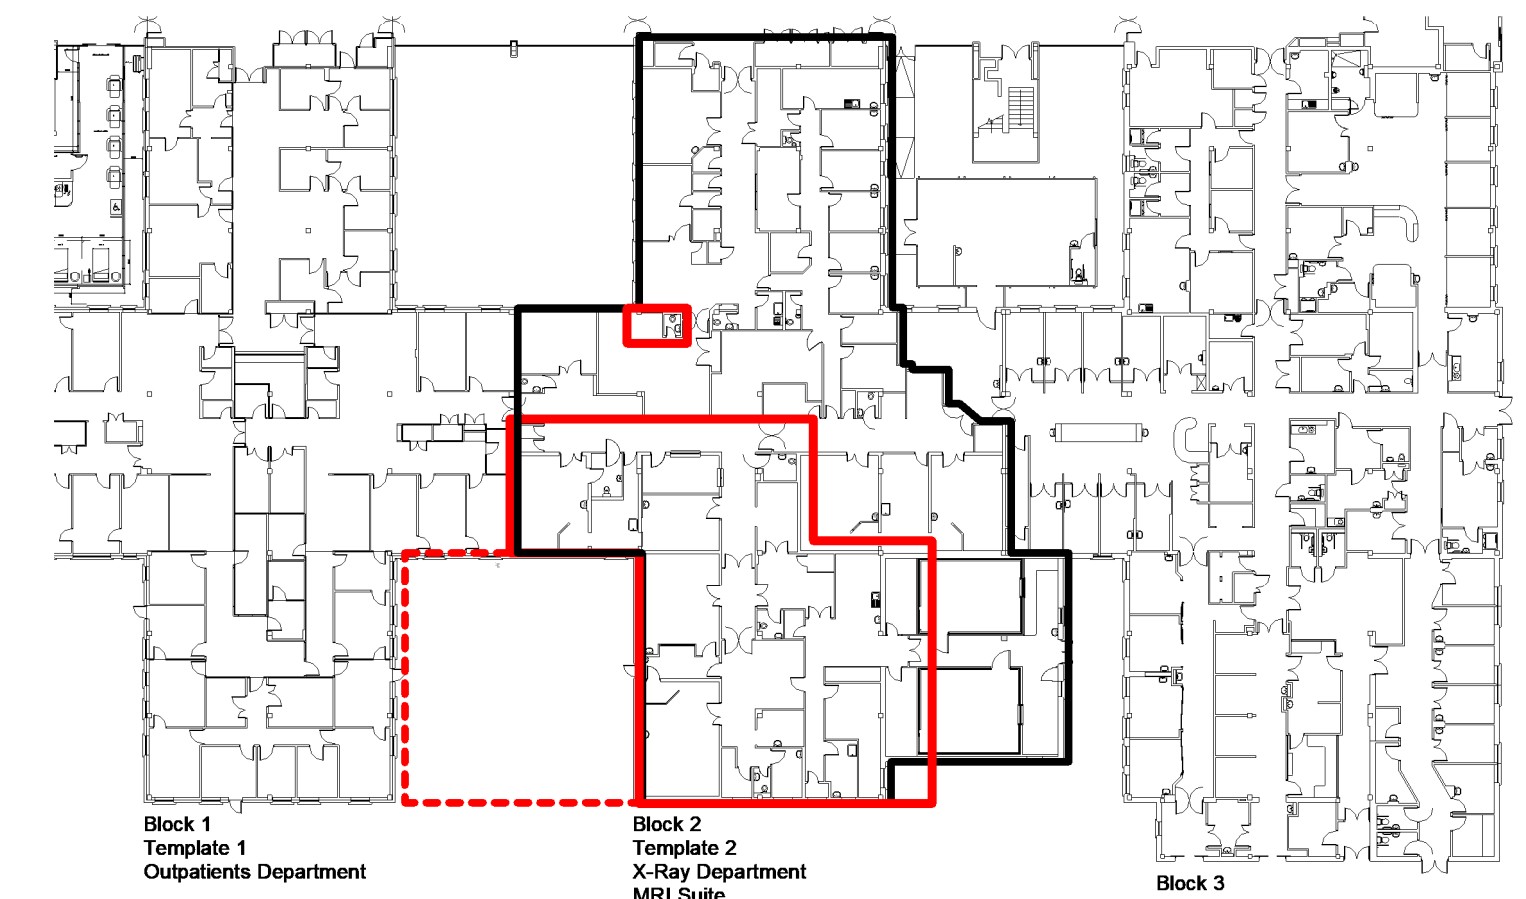 Block 1
Template 1
Outpatients Department
Block 2
Template 2
X-Ray Department
MRI Suite
Block 3